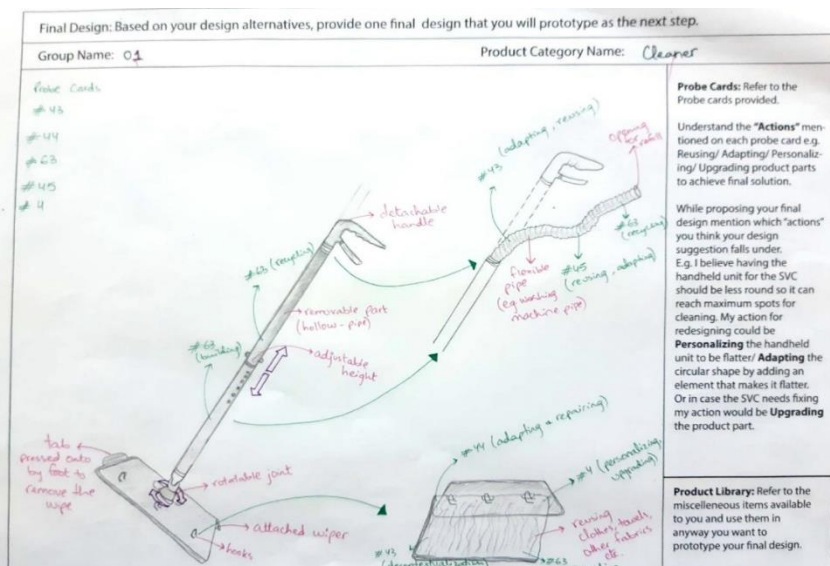 Final Design: Based on your design alternatives, provide one final design that you will prototype as the next step.
Group Name: 01
Product Category Name: Cleaner
Probe Cards
#43
#44
#63
#45
#4
detachable
handle
#63 (recycling)
removable part
(hollow-pipe)
adjustable
height
#63
tab
pressed onto
by foot to
remove the
wipe
rotatable joint
attached wiper
hooks
#43 (adapting, reusing)
opening
for
#63
(recycling)
flexible
pipe
(eg washing
machine pipe)
#45
(reusing, adapting)
#44 (adapting + repairing)
#4 (personalizing,
upgrading)
reusing
clothes, towels,
other fabrics
etc.
#43
#63
Probe Cards: Refer to the
Probe cards provided.
Understand the "Actions" men-
tioned on each probe card e.g.
Reusing/ Adapting/ Personaliz-
ing/ Upgrading product parts
to achieve final solution.
While proposing your final
design mention which "actions"
you think your design
suggestion falls under.
E.g. I believe having the
handheld unit for the SVC
should be less round so it can
reach maximum spots for
cleaning. My action for
redesigning could be
Personalizing the handheld
unit to be flatter/ Adapting the
circular shape by adding an
element that makes it flatter.
Or in case the SVC needs fixing
my action would be Upgrading
the product part.
Product Library: Refer to the
miscelleneous items available
to you and use them in
anyway you want to
prototype your final design.